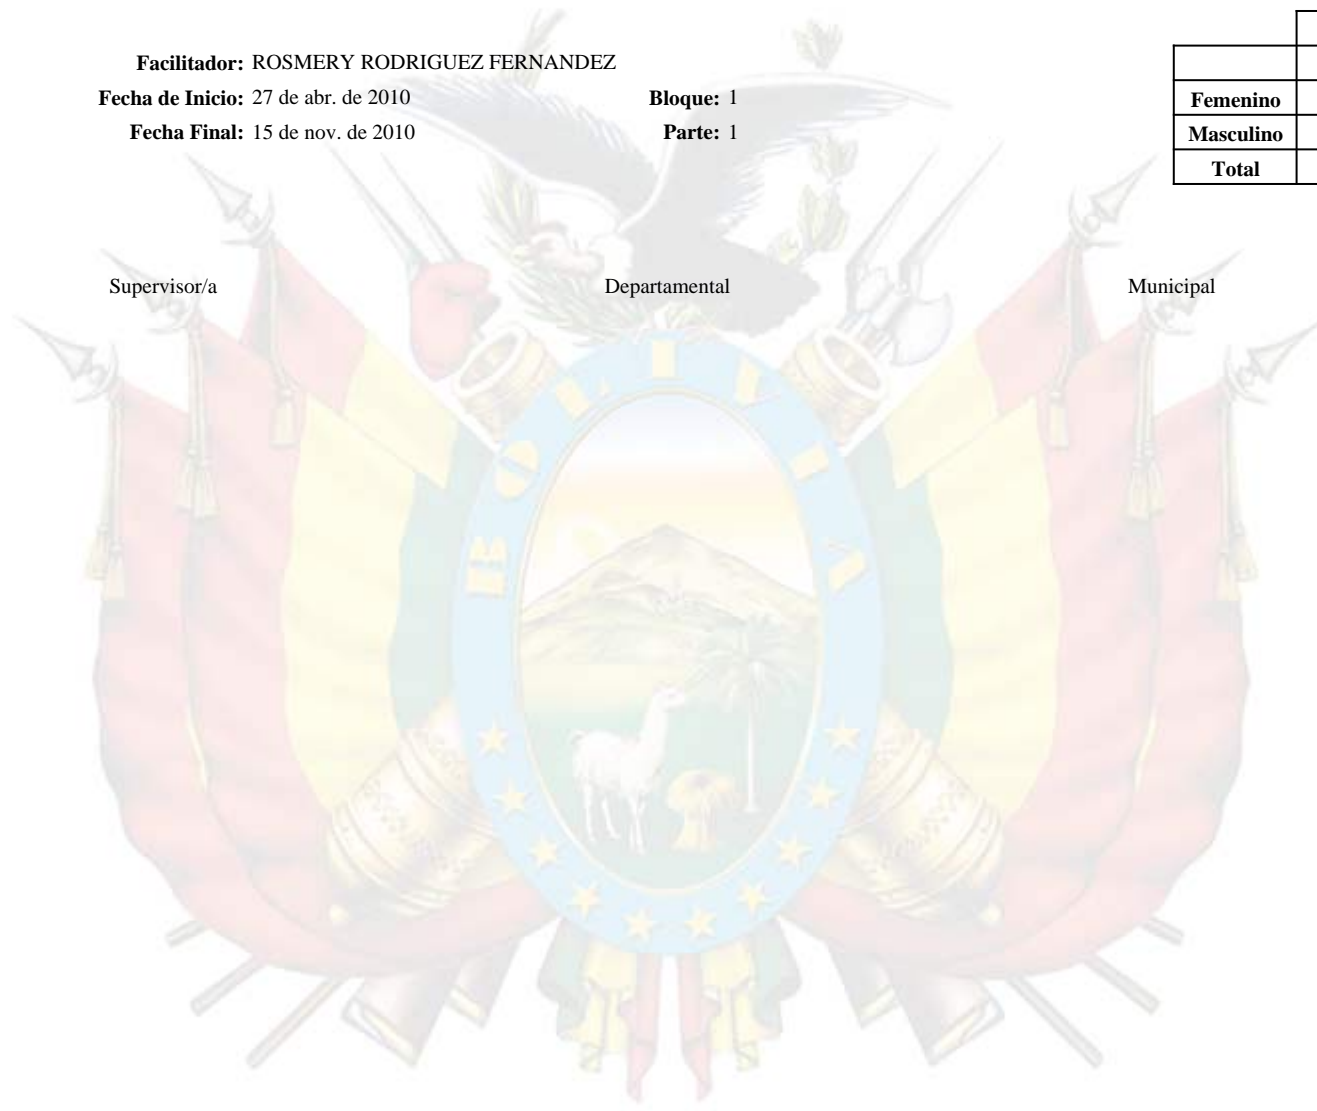 Facilitador: ROSMERY RODRIGUEZ FERNANDEZ
Fecha de Inicio: 27 de abr. de 2010 Bloque: 1
Fecha Final: 15 de nov. de 2010 Parte: 1
Femenino
Masculino
Total
Supervisor/a Departamental Municipal
BOLIVIA